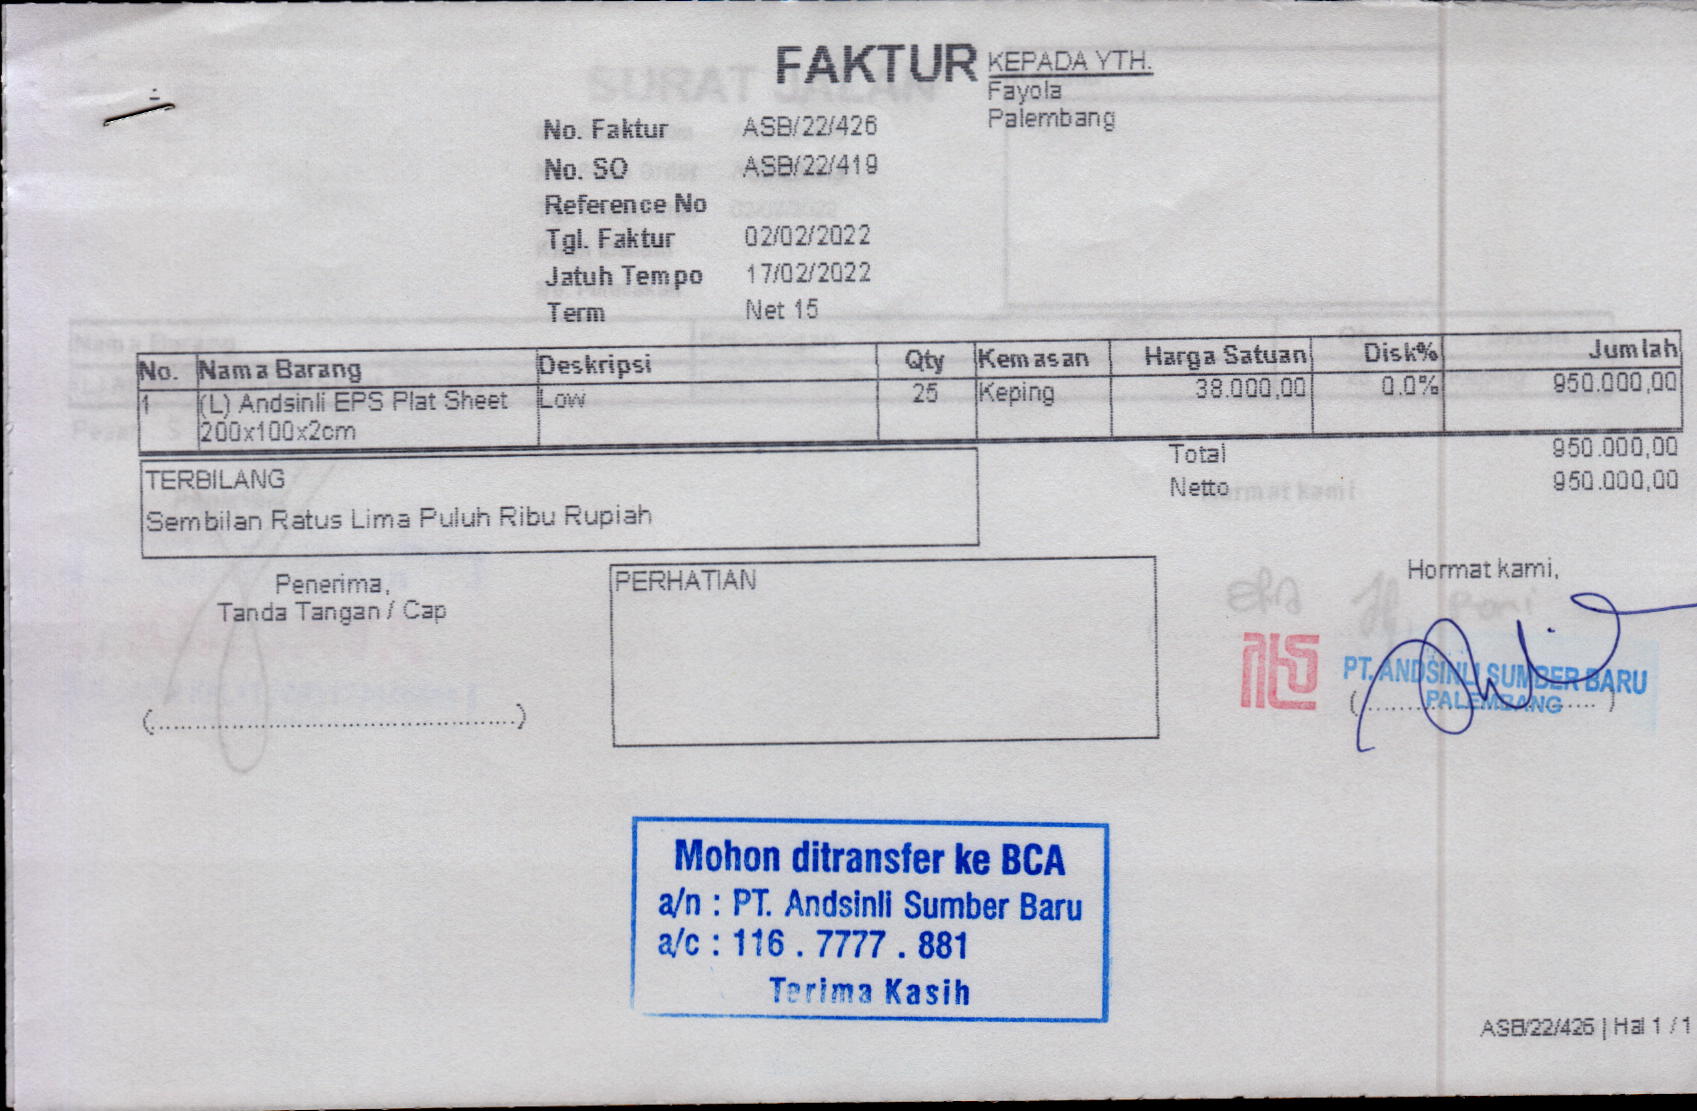 FAKTUR
KEPADA YTH.
Fayola
Palembang
No. Faktur ASB/22/426
No. SO ASB/22/419
Reference No
Tgl. Faktur 02/02/2022
Jatuh Tempo 17/02/2022
Term Net 15
No. Nama Barang Deskripsi Qty Kemasan Harga Satuan Disk% Jumlah
1 (L) Andsinli EPS Plat Sheet Low 25 Keping 38.000,00 0.0% 950.000,00
200x100x2cm
Total 950.000,00
Netto 950.000,00
TERBILANG
Sembilan Ratus Lima Puluh Ribu Rupiah
Penerima,
Tanda Tangan / Cap
(................................................)
PERHATIAN
Hormat kami,
PT. ANDSINLI SUMBER BARU
PALEMBANG
Mohon ditransfer ke BCA
a/n : PT. Andsinli Sumber Baru
a/c : 116 . 7777 . 881
Terima Kasih
ASB/22/426 | Hal 1 / 1